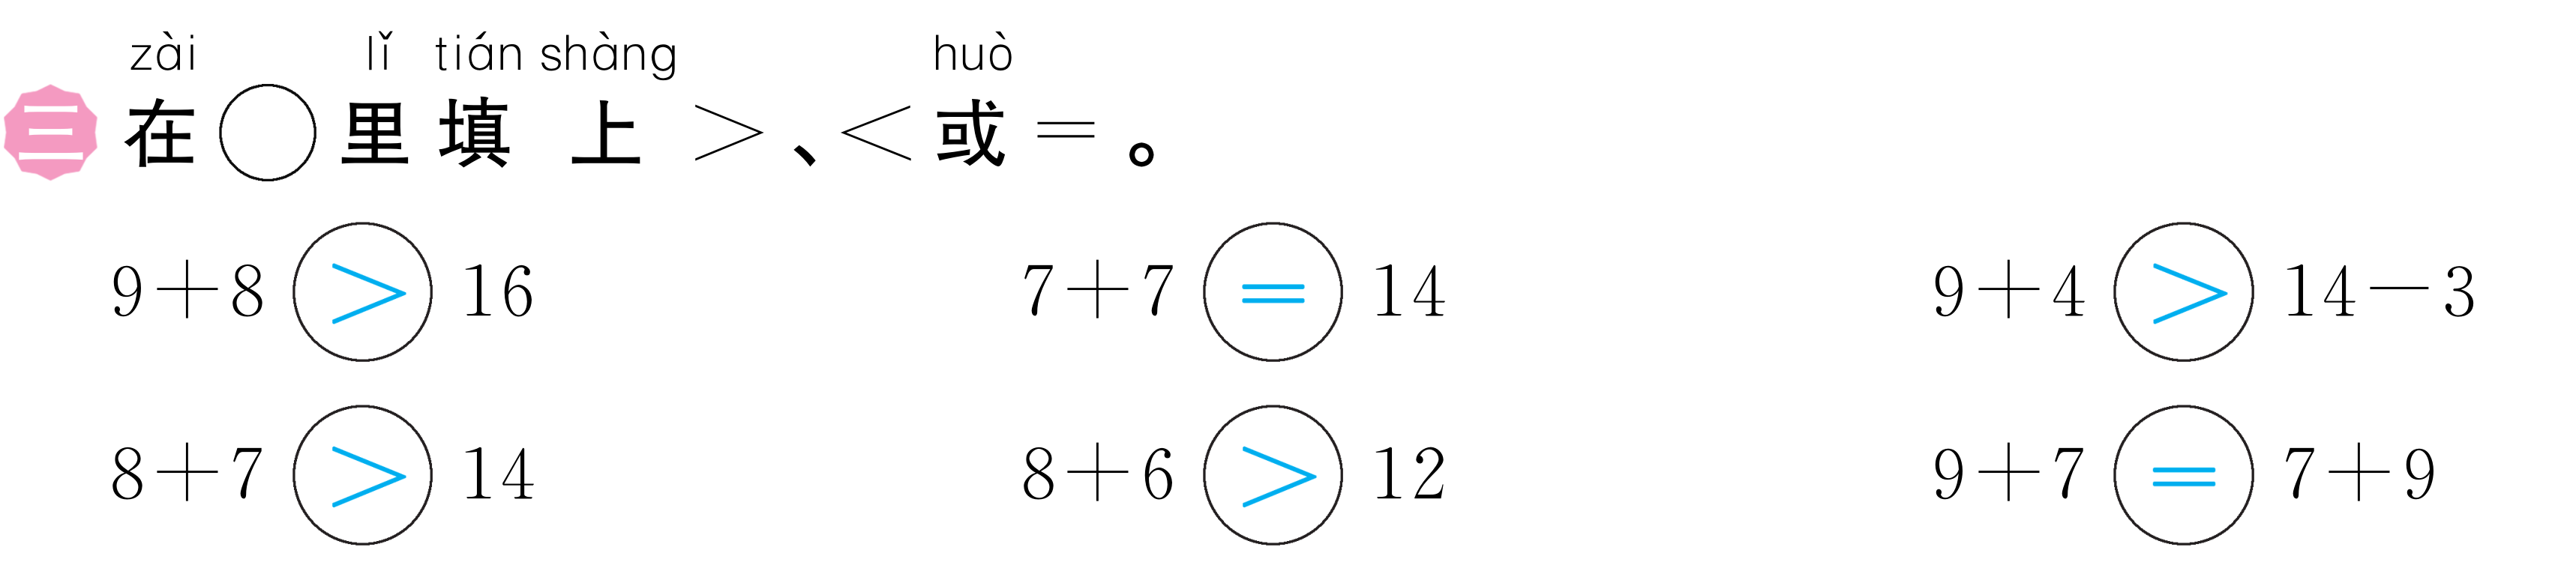 zài lǐ tián shàng huò
三 在○里填上＞、＜或＝。
9+8 > 16 7+7 = 14 9+4 > 14-3
8+7 > 14 8+6 > 12 9+7 = 7+9